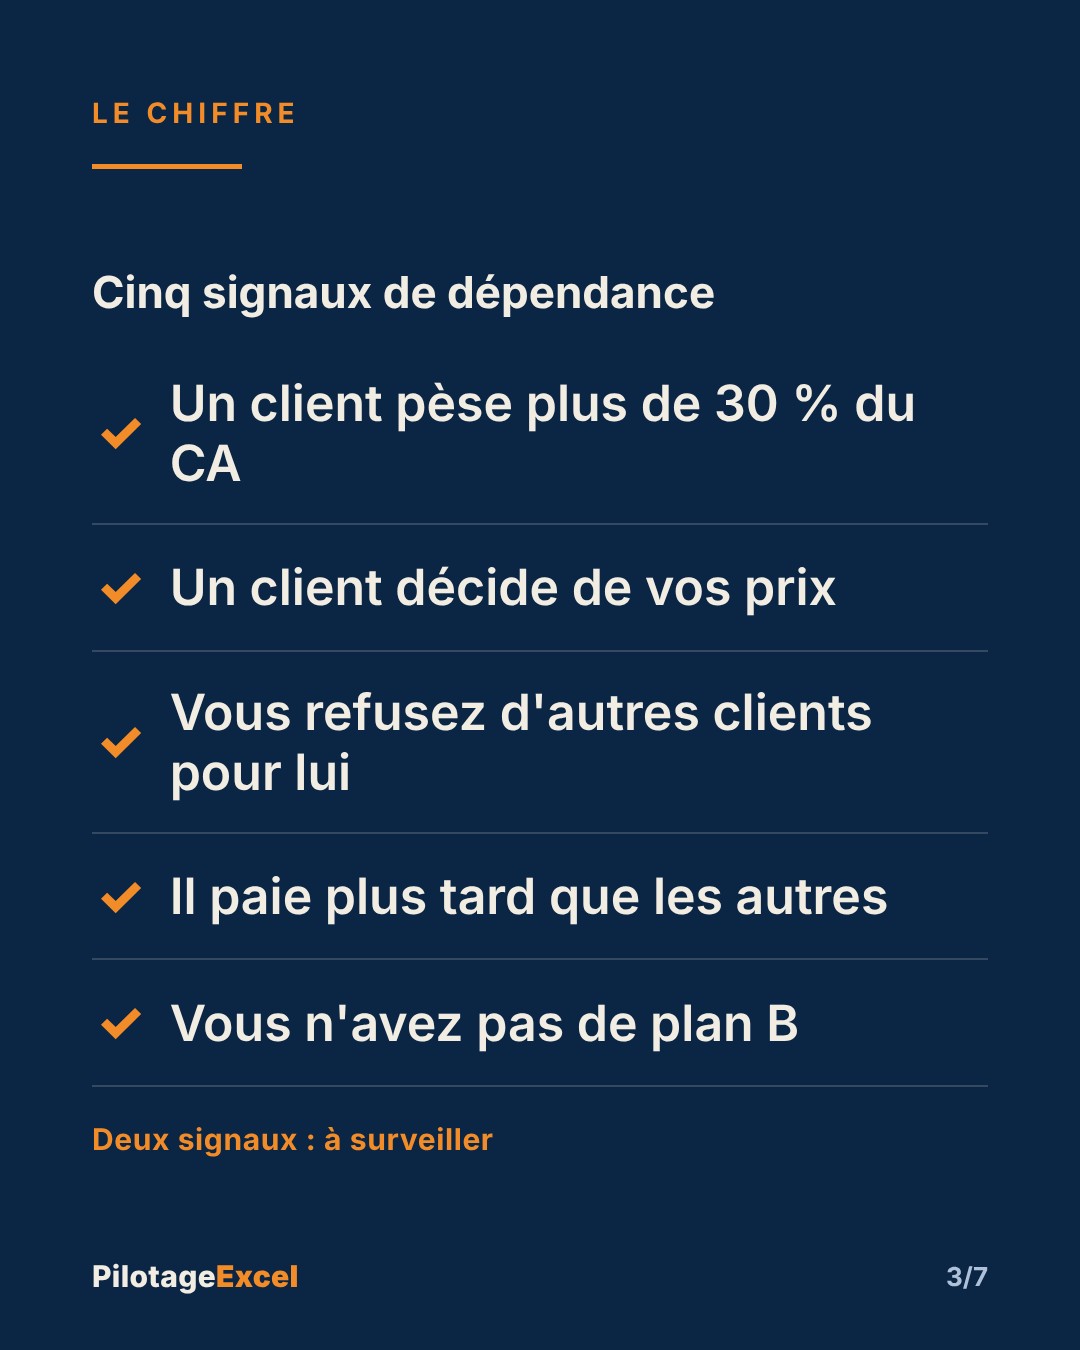 LE CHIFFRE
Cinq signaux de dépendance
Un client pèse plus de 30 % du
CA
Un client décide de vos prix
Vous refusez d'autres clients
pour lui
Il paie plus tard que les autres
Vous n'avez pas de plan B
Deux signaux : à surveiller
PilotageExcel
3/7